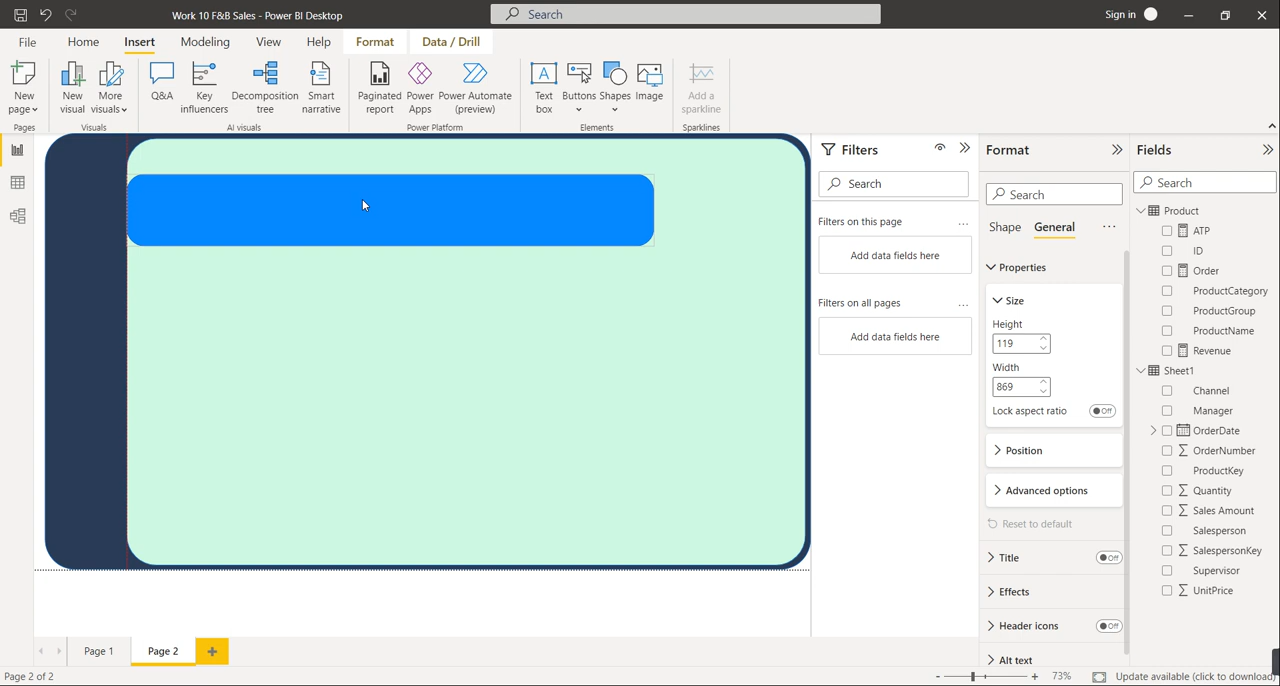 Work 10 F&B Sales - Power BI Desktop
Search
Sign in
File Home Insert Modeling View Help Format Data / Drill
New page
New visual
More visuals
Q&A
Key influencers
Decomposition tree
Smart narrative
Paginated report
Power Apps
Power Automate (preview)
Text box
Buttons
Shapes
Image
Add a sparkline
Pages Visuals AI visuals Power Platform Elements Sparklines
Filters
Search
Filters on this page
...
Add data fields here
Filters on all pages
...
Add data fields here
Format
Search
Shape General ...
Properties
Size
Height
119
Width
869
Lock aspect ratio Off
Position
Advanced options
Reset to default
Title Off
Effects
Header icons Off
Alt text
Fields
Search
Product
ATP
ID
Order
ProductCategory
ProductGroup
ProductName
Revenue
Sheet1
Channel
Manager
OrderDate
OrderNumber
ProductKey
Quantity
Sales Amount
Salesperson
SalespersonKey
Supervisor
UnitPrice
Page 1 Page 2
Page 2 of 2
- + 73%
Update available (click to download)